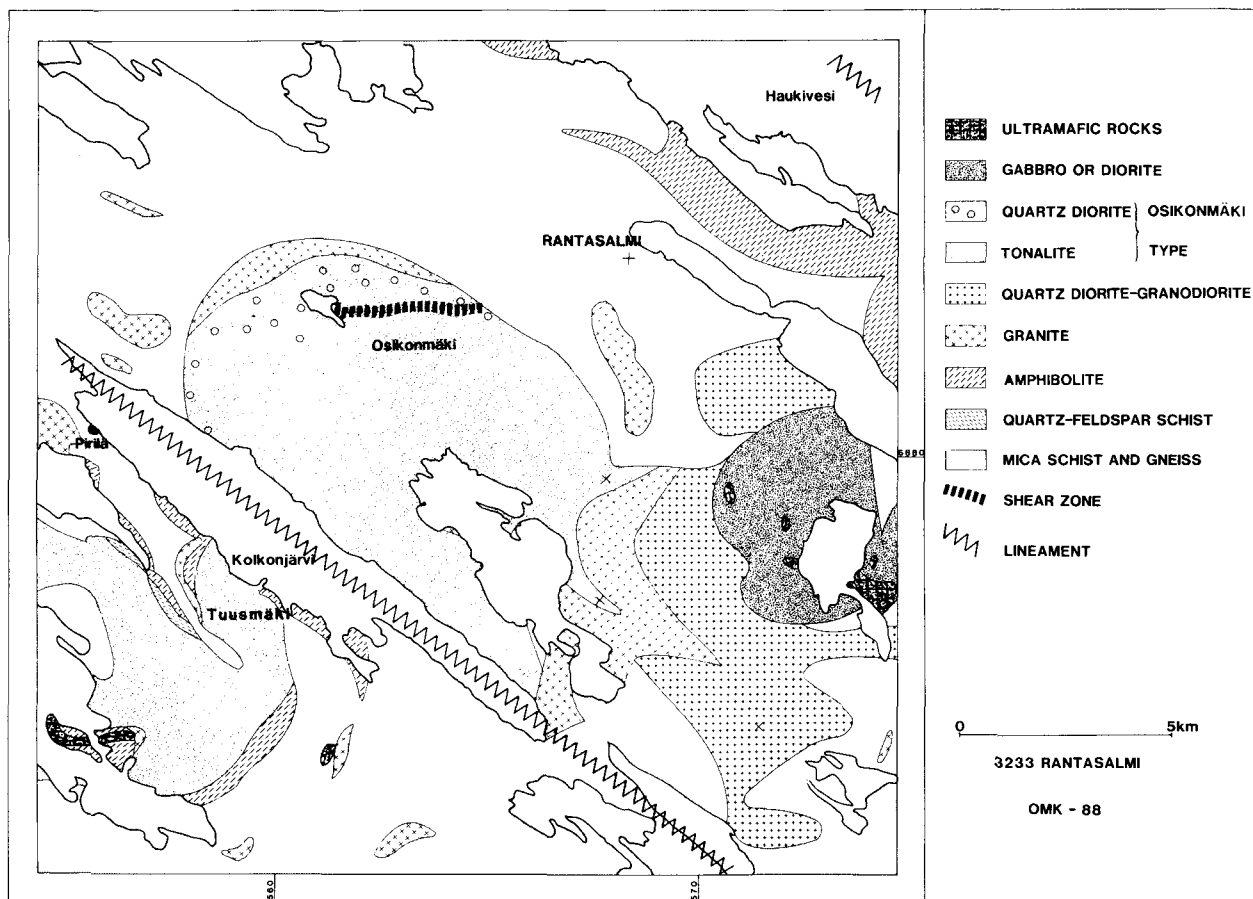 Haukivesi
RANTASALMI
Osikonmäki
Pirilä
Kolkonjärvi
Tuusmäki
6880
560
570
ULTRAMAFIC ROCKS
GABBRO OR DIORITE
QUARTZ DIORITE OSIKONMÄKI
TONALITE TYPE
QUARTZ DIORITE-GRANODIORITE
GRANITE
AMPHIBOLITE
QUARTZ-FELDSPAR SCHIST
MICA SCHIST AND GNEISS
SHEAR ZONE
LINEAMENT
0 5km
3233 RANTASALMI
OMK - 88